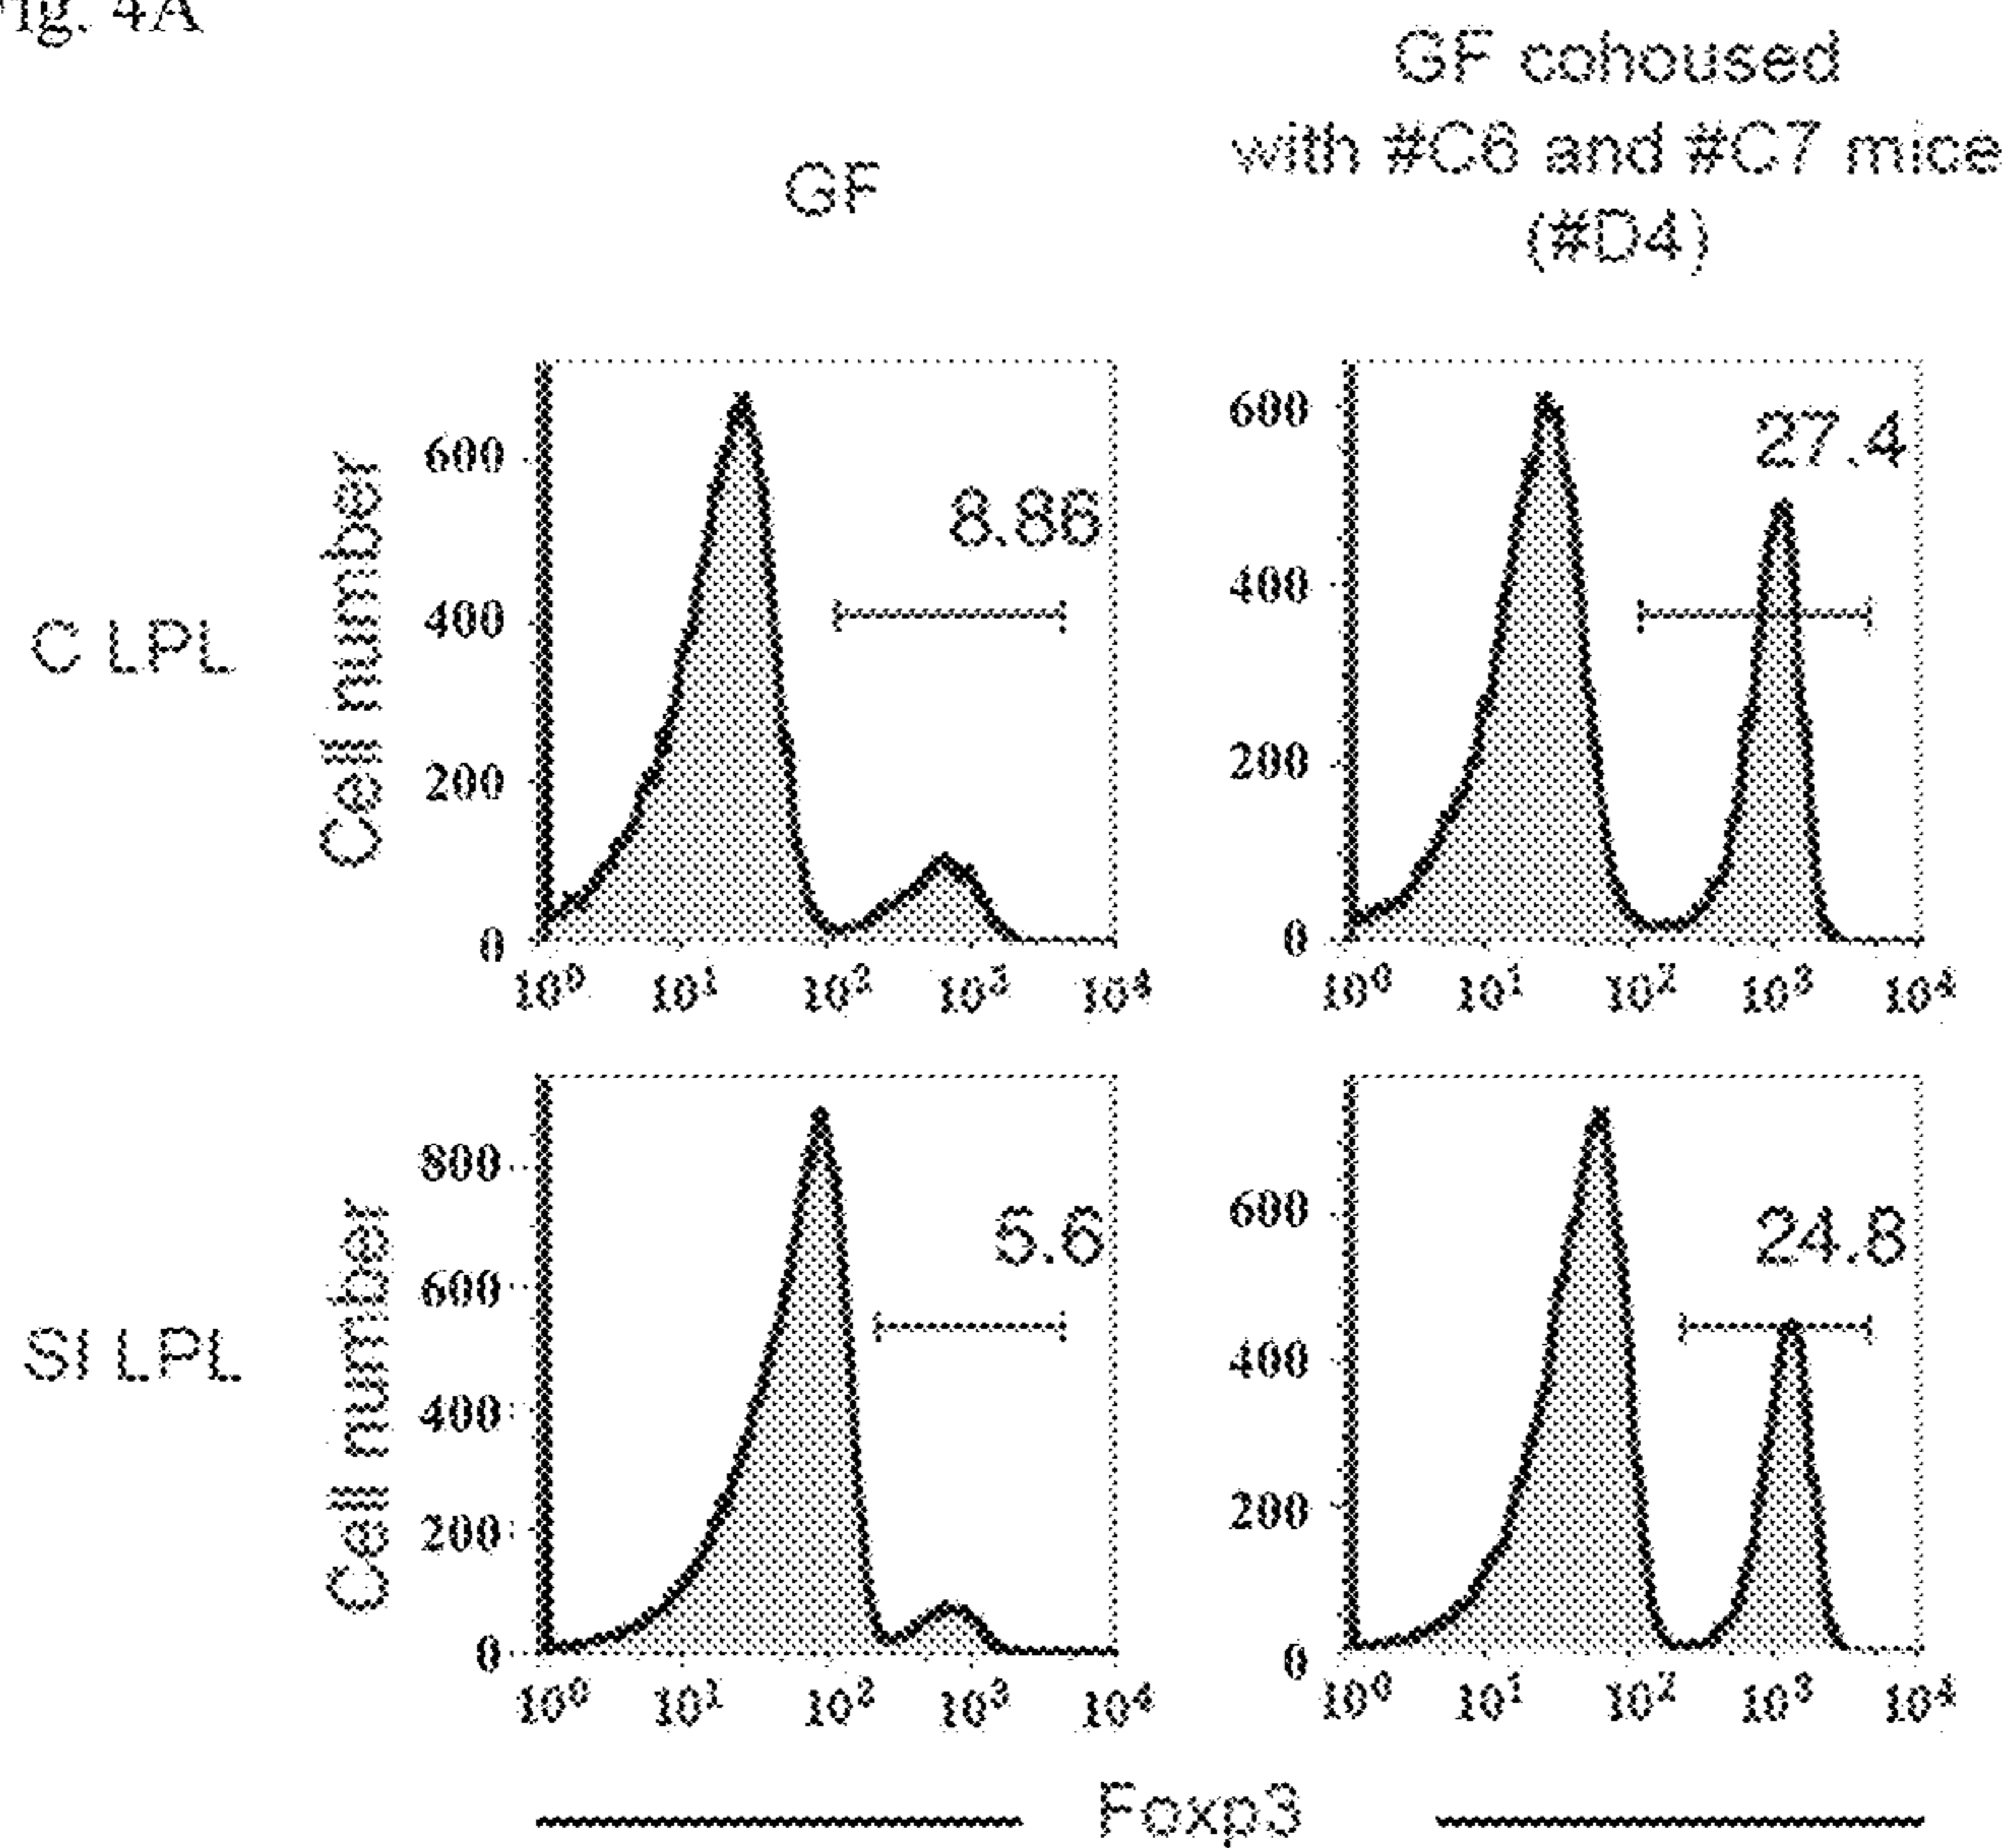 Fig. 4A
GF
GF cohoused
with #C6 and #C7 mice
(#D4)
C LPL
Cell number
600
400
200
0
8.86
10⁰ 10¹ 10² 10³ 10⁴
600
400
200
0
27.4
10⁰ 10¹ 10² 10³ 10⁴
SI LPL
Cell number
800
600
400
200
0
5.6
10⁰ 10¹ 10² 10³ 10⁴
600
400
200
0
24.8
10⁰ 10¹ 10² 10³ 10⁴
Foxp3